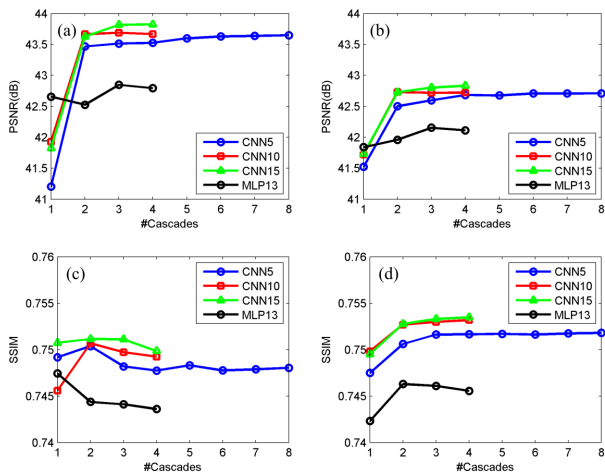 (a)
44
43.5
43
42.5
42
41.5
41
PSNR(dB)
CNN5
CNN10
CNN15
MLP13
1 2 3 4 5 6 7 8
#Cascades
(b)
44
43.5
43
42.5
42
41.5
41
PSNR(dB)
CNN5
CNN10
CNN15
MLP13
1 2 3 4 5 6 7 8
#Cascades
(c)
0.76
0.755
0.75
0.745
0.74
SSIM
CNN5
CNN10
CNN15
MLP13
1 2 3 4 5 6 7 8
#Cascades
(d)
0.76
0.755
0.75
0.745
0.74
SSIM
CNN5
CNN10
CNN15
MLP13
1 2 3 4 5 6 7 8
#Cascades